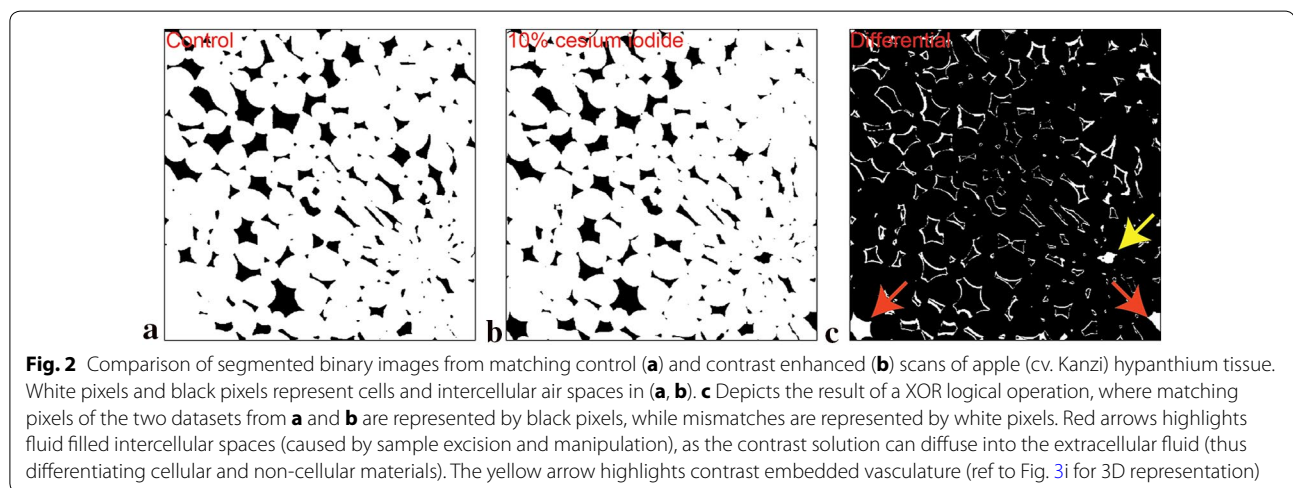 Control
10% cesium iodide
Differential
a
b
c
Fig. 2 Comparison of segmented binary images from matching control (a) and contrast enhanced (b) scans of apple (cv. Kanzi) hypanthium tissue.
White pixels and black pixels represent cells and intercellular air spaces in (a, b). c Depicts the result of a XOR logical operation, where matching
pixels of the two datasets from a and b are represented by black pixels, while mismatches are represented by white pixels. Red arrows highlights
fluid filled intercellular spaces (caused by sample excision and manipulation), as the contrast solution can diffuse into the extracellular fluid (thus
differentiating cellular and non-cellular materials). The yellow arrow highlights contrast embedded vasculature (ref to Fig. 3i for 3D representation)